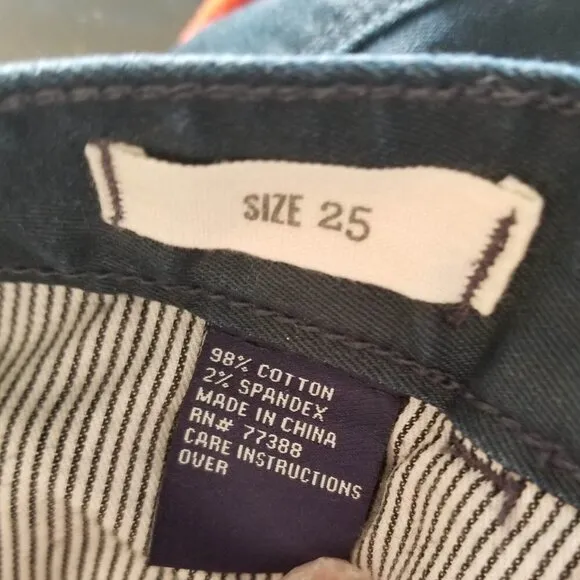 SIZE 25
98% COTTON
2% SPANDEX
MADE IN CHINA
RN# 77388
CARE INSTRUCTIONS
OVER